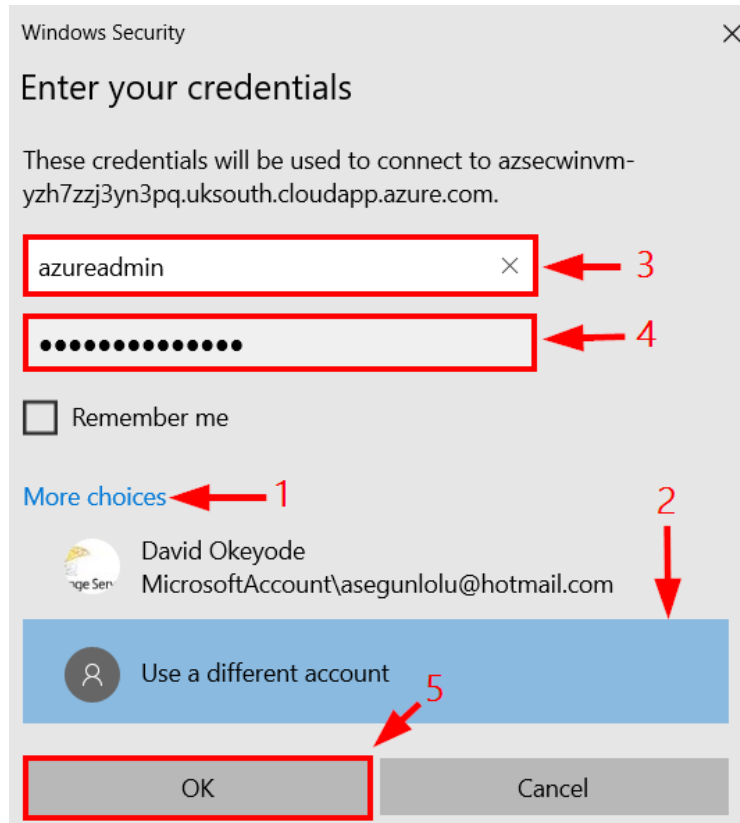 Windows Security
Enter your credentials
These credentials will be used to connect to azsecwinvm-
yzh7zzj3yn3pq.uksouth.cloudapp.azure.com.
azureadmin
3
●●●●●●●●●●●●●●
4
Remember me
More choices
1
2
David Okeyode
MicrosoftAccount\asegunlolu@hotmail.com
Use a different account
5
OK Cancel